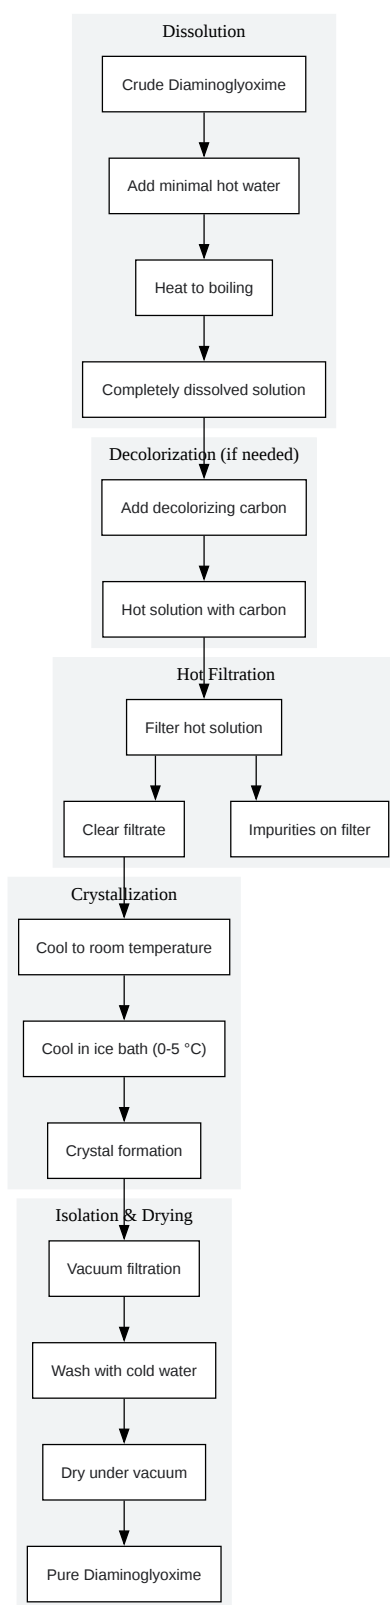 Dissolution
Crude Diaminoglyoxime
Add minimal hot water
Heat to boiling
Completely dissolved solution
Decolorization (if needed)
Add decolorizing carbon
Hot solution with carbon
Hot Filtration
Filter hot solution
Clear filtrate
Impurities on filter
Crystallization
Cool to room temperature
Cool in ice bath (0-5 °C)
Crystal formation
Isolation & Drying
Vacuum filtration
Wash with cold water
Dry under vacuum
Pure Diaminoglyoxime